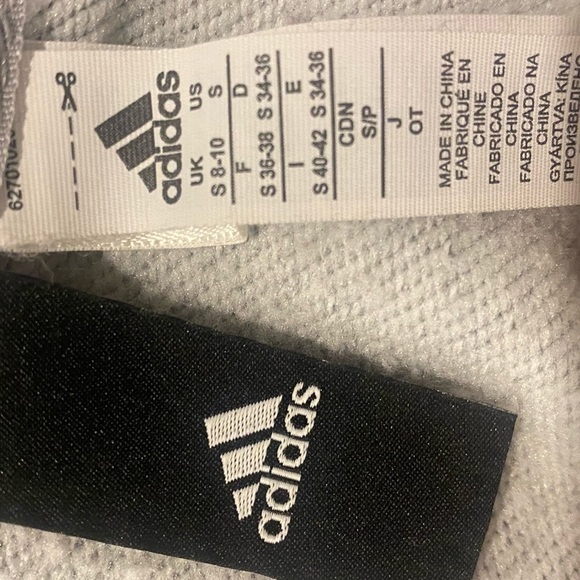 adidas
UK US
S 8-10 S
F D
S 36-38 S 34-36
I E
S 40-42 S 34-36
CDN
S/P
J
OT
MADE IN CHINA
FABRIQUÉ EN
CHINE
FABRICADO EN
CHINA
FABRICADO NA
CHINA
GYÁRTVA: KÍNA
adidas